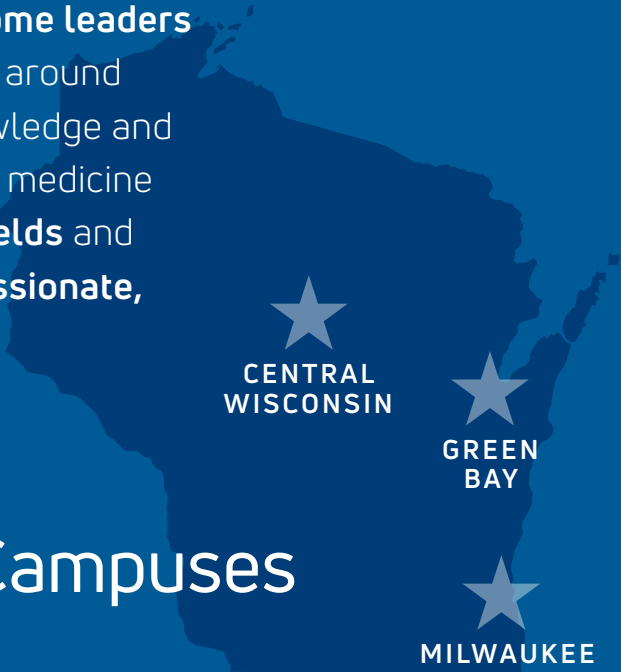 ome leaders
around
wledge and
medicine
elds and
ssionate,
CENTRAL
WISCONSIN
GREEN
BAY
Campuses
MILWAUKEE